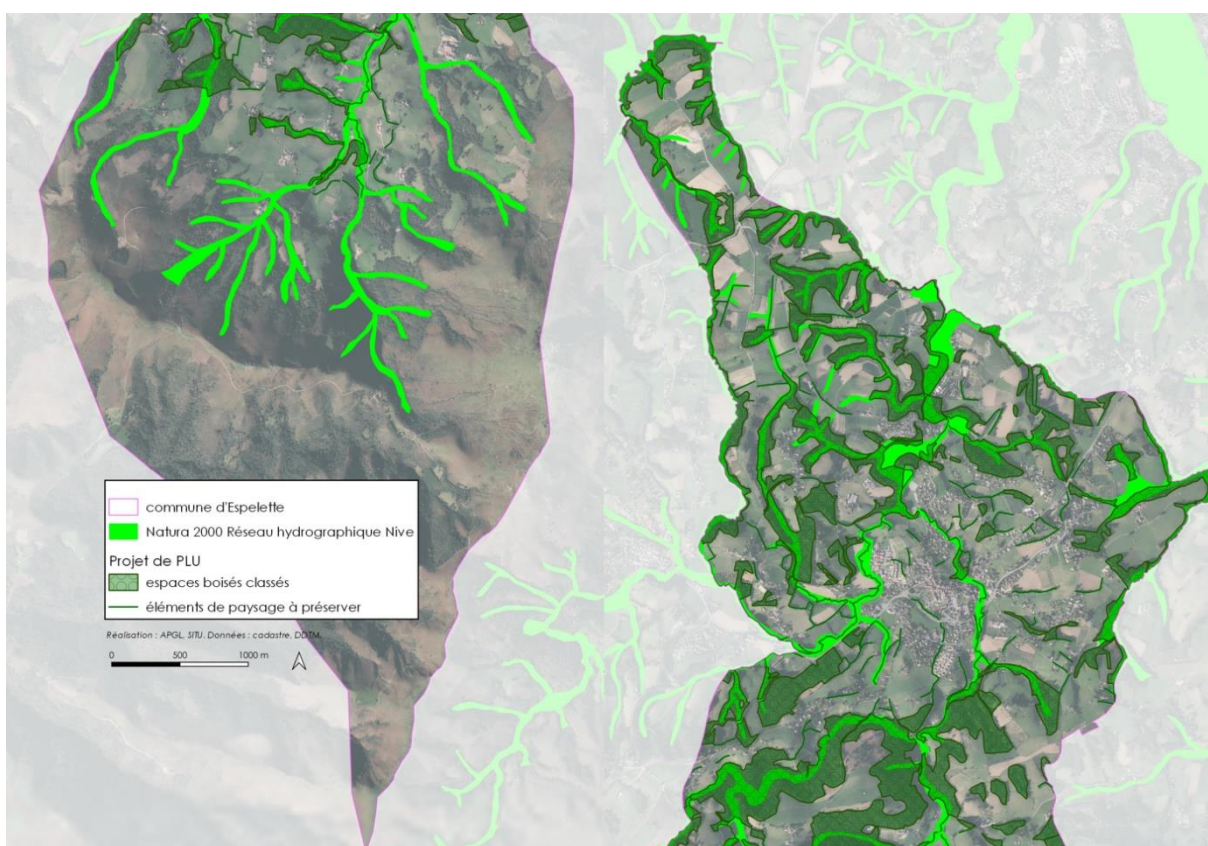 commune d'Espelette
Natura 2000 Réseau hydrographique Nive
Projet de PLU
espaces boisés classés
éléments de paysage à préserver
Réalisation : APGL, SITU. Données : cadastre, DDTM.
0 500 1000 m